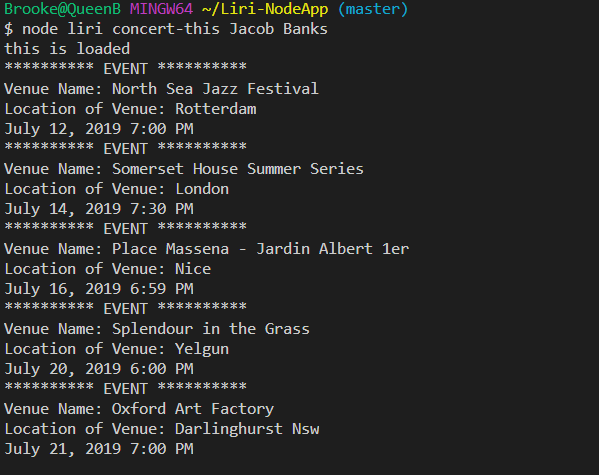 Brooke@QueenB MINGW64 ~/Liri-NodeApp (master)
$ node liri concert-this Jacob Banks
this is loaded
********** EVENT **********
Venue Name: North Sea Jazz Festival
Location of Venue: Rotterdam
July 12, 2019 7:00 PM
********** EVENT **********
Venue Name: Somerset House Summer Series
Location of Venue: London
July 14, 2019 7:30 PM
********** EVENT **********
Venue Name: Place Massena - Jardin Albert 1er
Location of Venue: Nice
July 16, 2019 6:59 PM
********** EVENT **********
Venue Name: Splendour in the Grass
Location of Venue: Yelgun
July 20, 2019 6:00 PM
********** EVENT **********
Venue Name: Oxford Art Factory
Location of Venue: Darlinghurst Nsw
July 21, 2019 7:00 PM